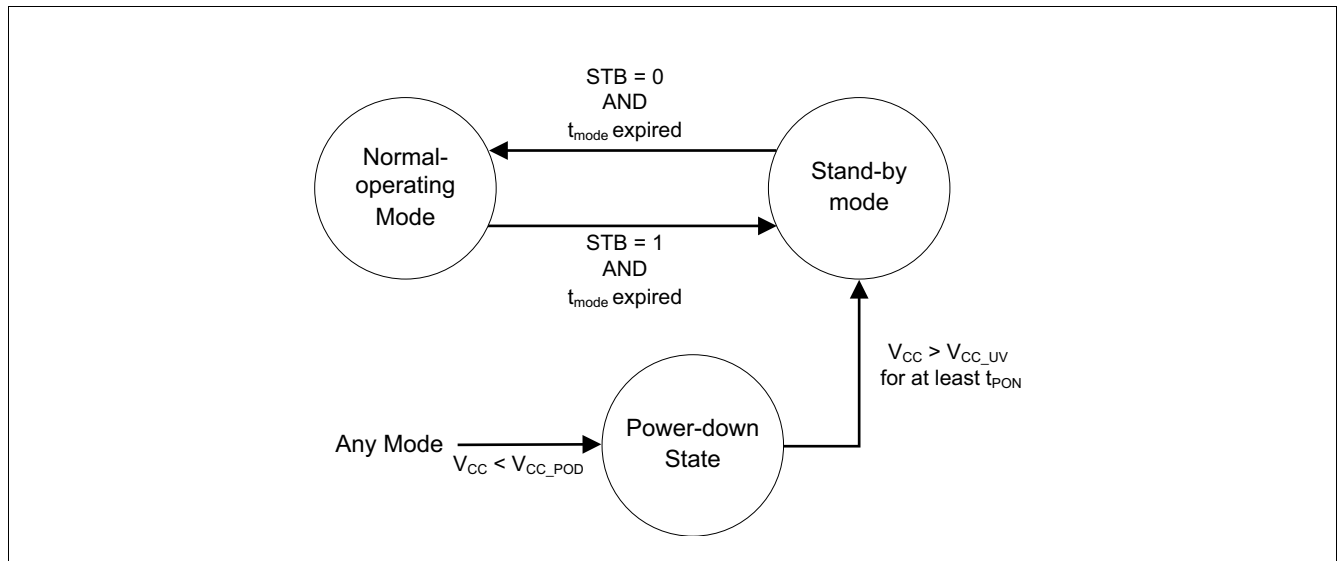 STB = 0
AND
tmode expired
Normal-
operating
Mode
Stand-by
mode
STB = 1
AND
tmode expired
VCC > VCC_UV
for at least tPON
Any Mode
VCC < VCC_POD
Power-down
State